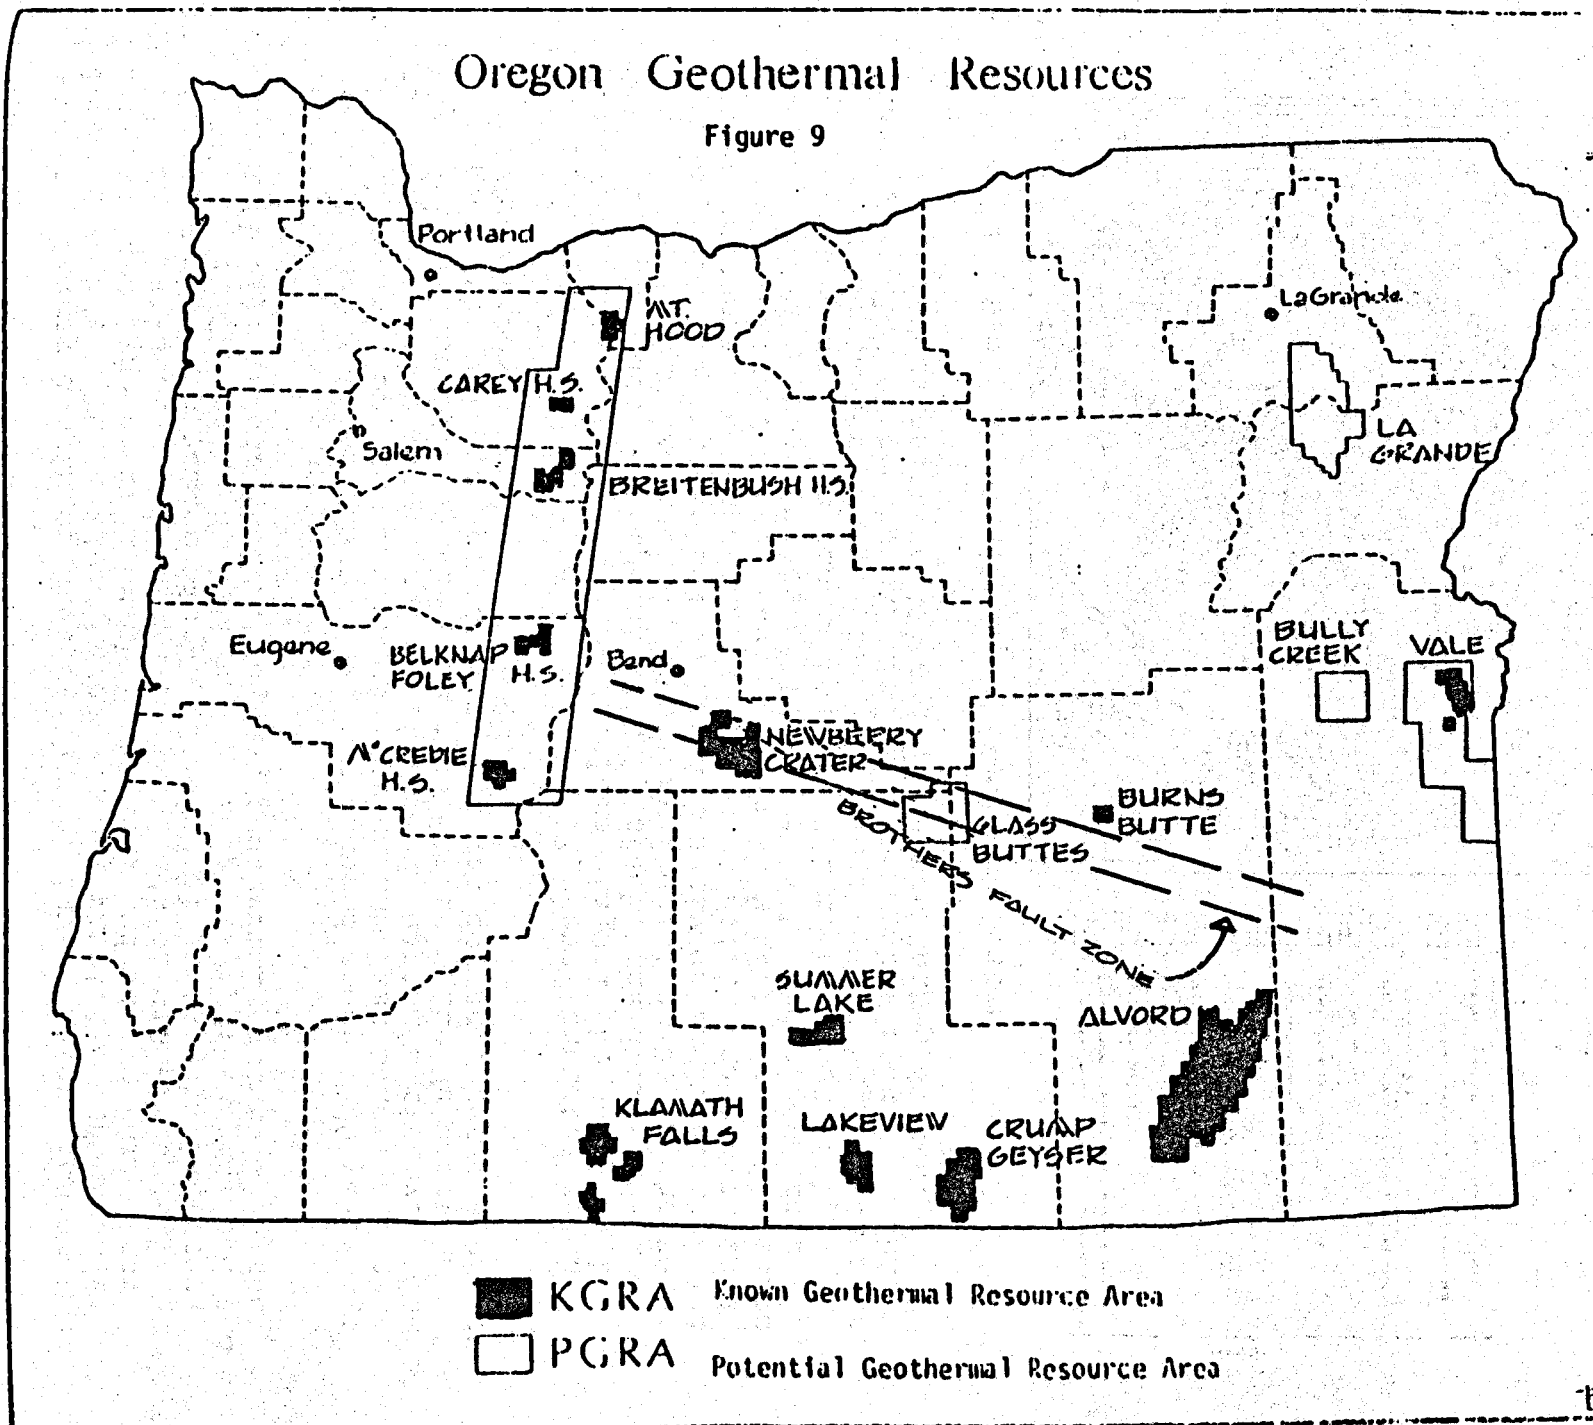 Oregon Geothermal Resources
Figure 9
Portland
MT.
HOOD
LaGrande
CAREY H.S.
LA
GRANDE
Salem
BREITENBUSH H.S.
BULLY
CREEK
VALE
Eugene
BELKNAP
FOLEY
H.S.
Bend
NEWBERRY
CRATER
McCREDIE
H.S.
BURNS
BUTTE
GLASS
BUTTES
BROTHERS FAULT ZONE
SUMMER
LAKE
ALVORD
KLAMATH
FALLS
LAKEVIEW
CRUMP
GEYSER
KGRA Known Geothermal Resource Area
PGRA Potential Geothermal Resource Area